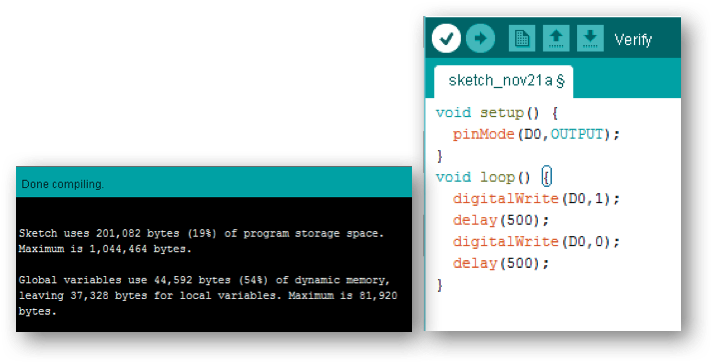 Done compiling.
Sketch uses 201,082 bytes (19%) of program storage space.
Maximum is 1,044,464 bytes.
Global variables use 44,592 bytes (54%) of dynamic memory,
leaving 37,328 bytes for local variables. Maximum is 81,920
bytes.
Verify
sketch_nov21a §
void setup() {
  pinMode(D0,OUTPUT);
}
void loop() {
  digitalWrite(D0,1);
  delay(500);
  digitalWrite(D0,0);
  delay(500);
}